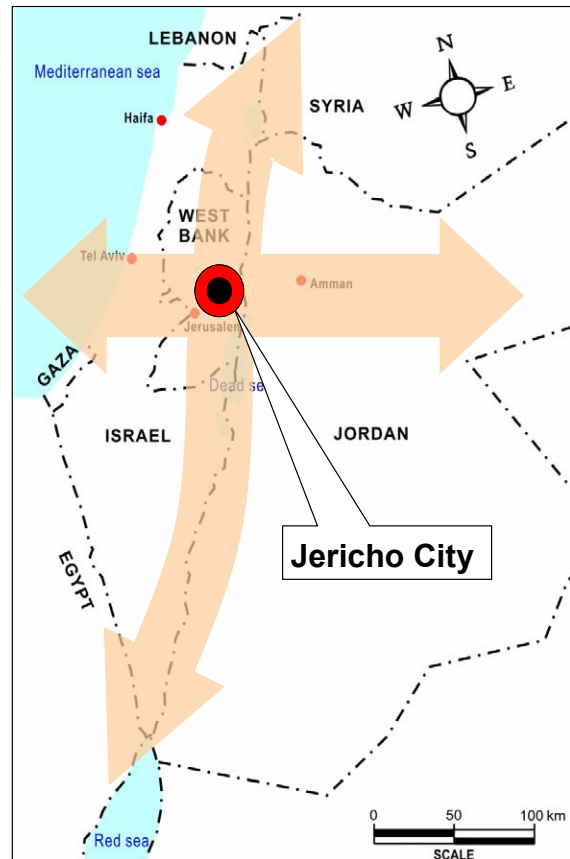 LEBANON
Mediterranean sea
N
SYRIA
E
W
S
Haifa
WEST
BANK
Tel Aviv
Amman
Jerusalem
GAZA
Dead se
ISRAEL
JORDAN
Jericho City
EGYPT
0 50 100 km
SCALE
Red sea